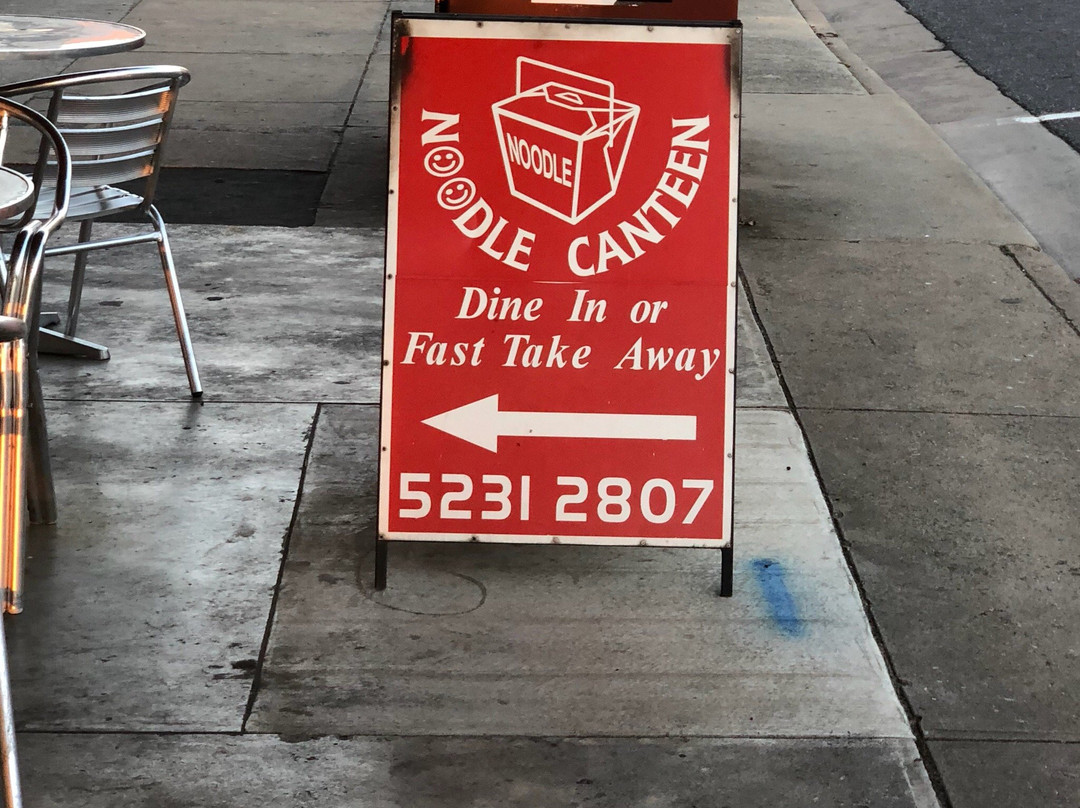 NOODLE
NOODLE CANTEEN
Dine In or
Fast Take Away
5231 2807